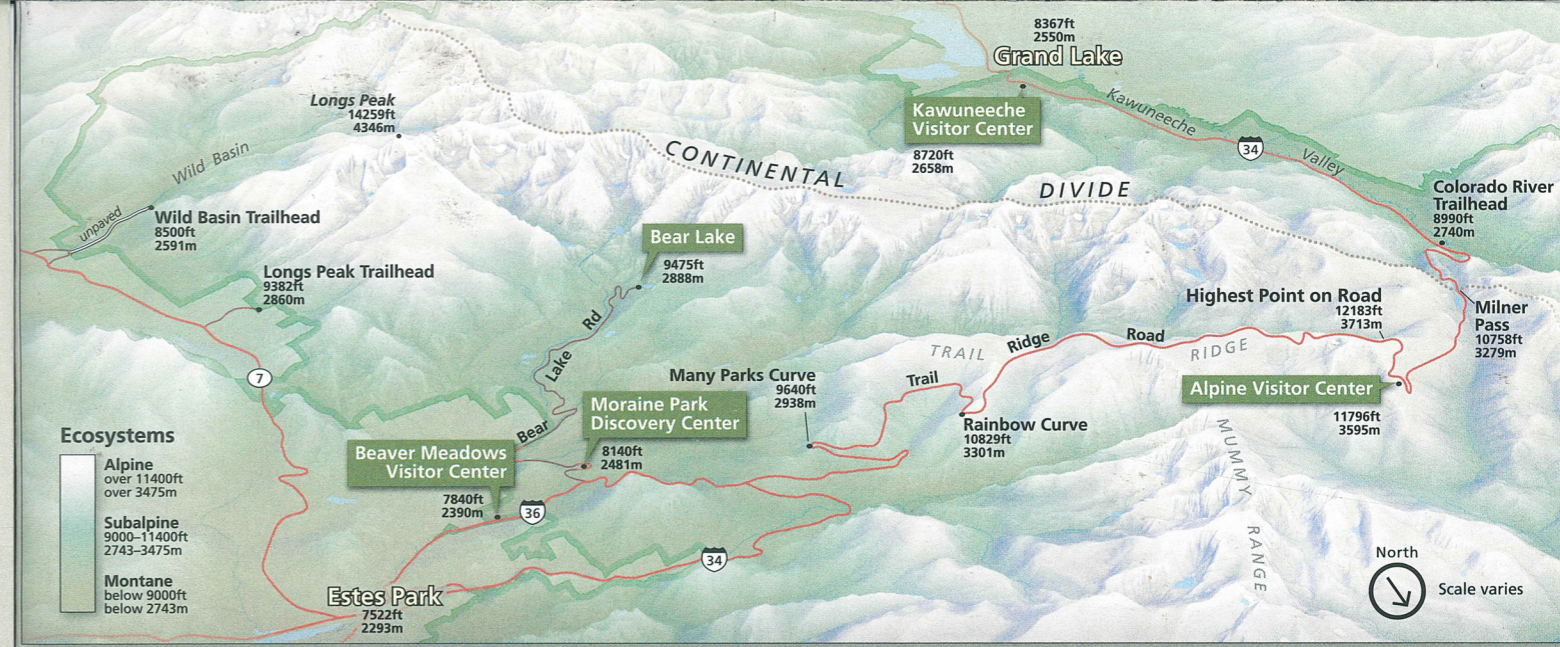 8367ft
2550m
Grand Lake
Kawuneeche
Visitor Center
8720ft
2658m
Kawuneeche
34
Valley
Longs Peak
14259ft
4346m
CONTINENTAL
DIVIDE
Wild Basin
unpaved
Wild Basin Trailhead
8500ft
2591m
Colorado River
Trailhead
8990ft
2740m
Bear Lake
9475ft
2888m
Longs Peak Trailhead
9382ft
2860m
Highest Point on Road
12183ft
3713m
Milner
Pass
10758ft
3279m
7
Bear Lake Rd
Many Parks Curve
9640ft
2938m
Trail Ridge Road
TRAIL RIDGE
Alpine Visitor Center
11796ft
3595m
Rainbow Curve
10829ft
3301m
Moraine Park
Discovery Center
8140ft
2481m
Beaver Meadows
Visitor Center
7840ft
2390m
36
34
MUMMY RANGE
Ecosystems
Alpine
over 11400ft
over 3475m
Subalpine
9000–11400ft
2743–3475m
Montane
below 9000ft
below 2743m
Estes Park
7522ft
2293m
North
Scale varies